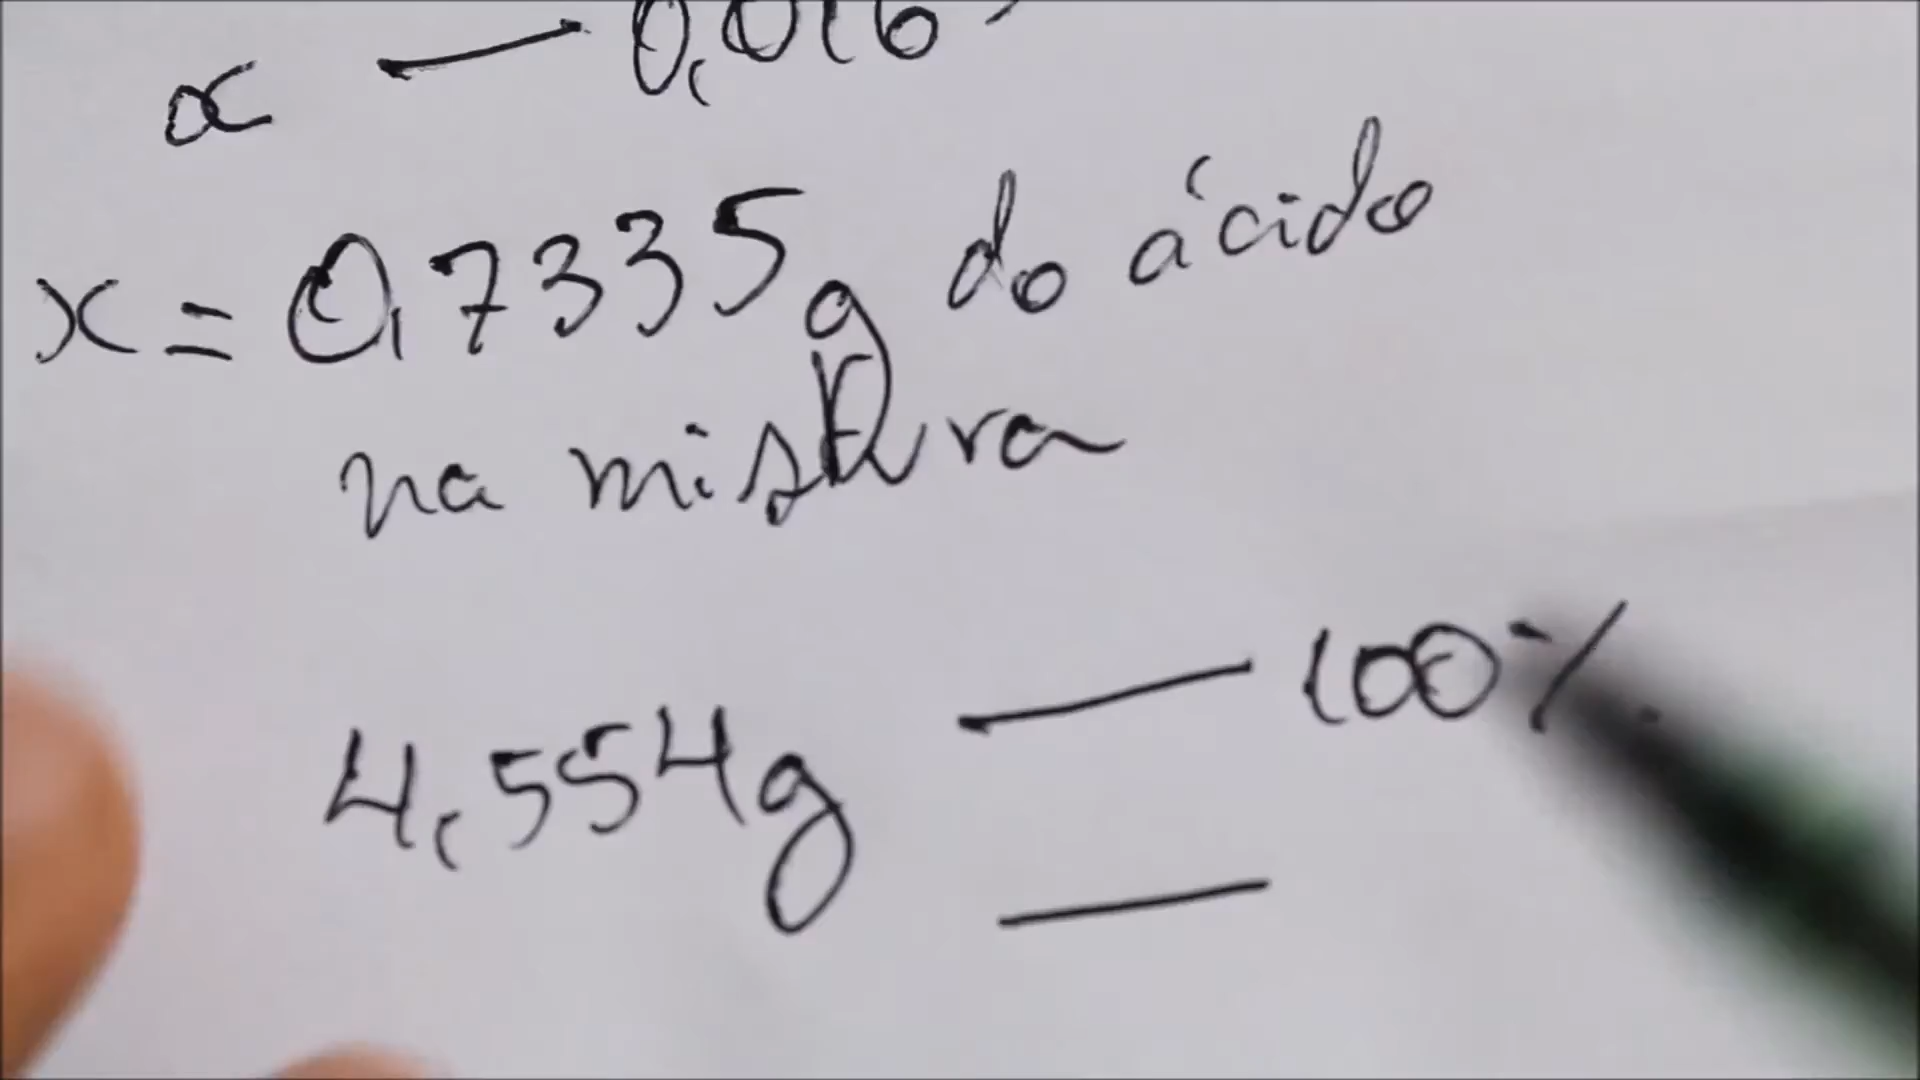 x — 0,016
x = 0,7335g do ácido
na mistura
4,554g — 100%
—